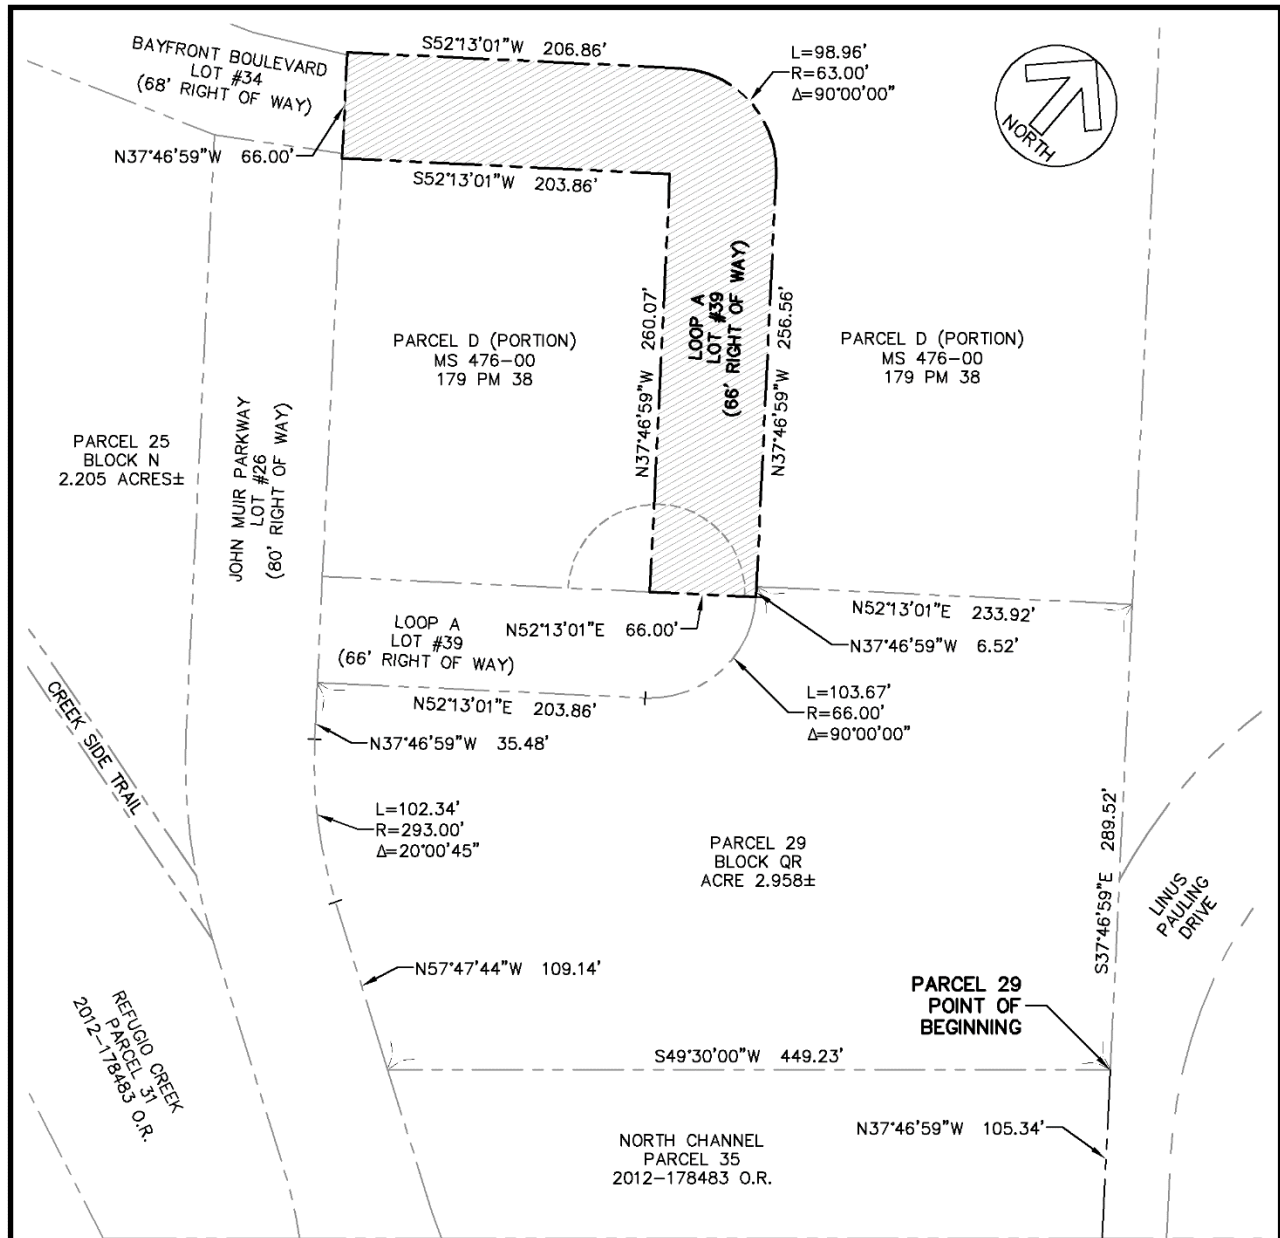 BAYFRONT BOULEVARD
LOT #34
(68' RIGHT OF WAY)
S52°13'01"W 206.86'
L=98.96'
R=63.00'
Δ=90°00'00"
NORTH
N37°46'59"W 66.00'
S52°13'01"W 203.86'
LOOP A
LOT #39
(66' RIGHT OF WAY)
N37°46'59"W 260.07'
N37°46'59"W 256.56'
PARCEL D (PORTION)
MS 476-00
179 PM 38
PARCEL D (PORTION)
MS 476-00
179 PM 38
PARCEL 25
BLOCK N
2.205 ACRES±
JOHN MUIR PARKWAY
LOT #26
(80' RIGHT OF WAY)
LOOP A
LOT #39
(66' RIGHT OF WAY)
N52°13'01"E 66.00'
N52°13'01"E 233.92'
N37°46'59"W 6.52'
N52°13'01"E 203.86'
L=103.67'
R=66.00'
Δ=90°00'00"
N37°46'59"W 35.48'
CREEK SIDE TRAIL
L=102.34'
R=293.00'
Δ=20°00'45"
PARCEL 29
BLOCK QR
ACRE 2.958±
S37°46'59"E 289.52'
LINUS
PAULING
DRIVE
N57°47'44"W 109.14'
PARCEL 29
POINT OF
BEGINNING
REFUGIO CREEK
PARCEL 31
2012-178483 O.R.
S49°30'00"W 449.23'
N37°46'59"W 105.34'
NORTH CHANNEL
PARCEL 35
2012-178483 O.R.